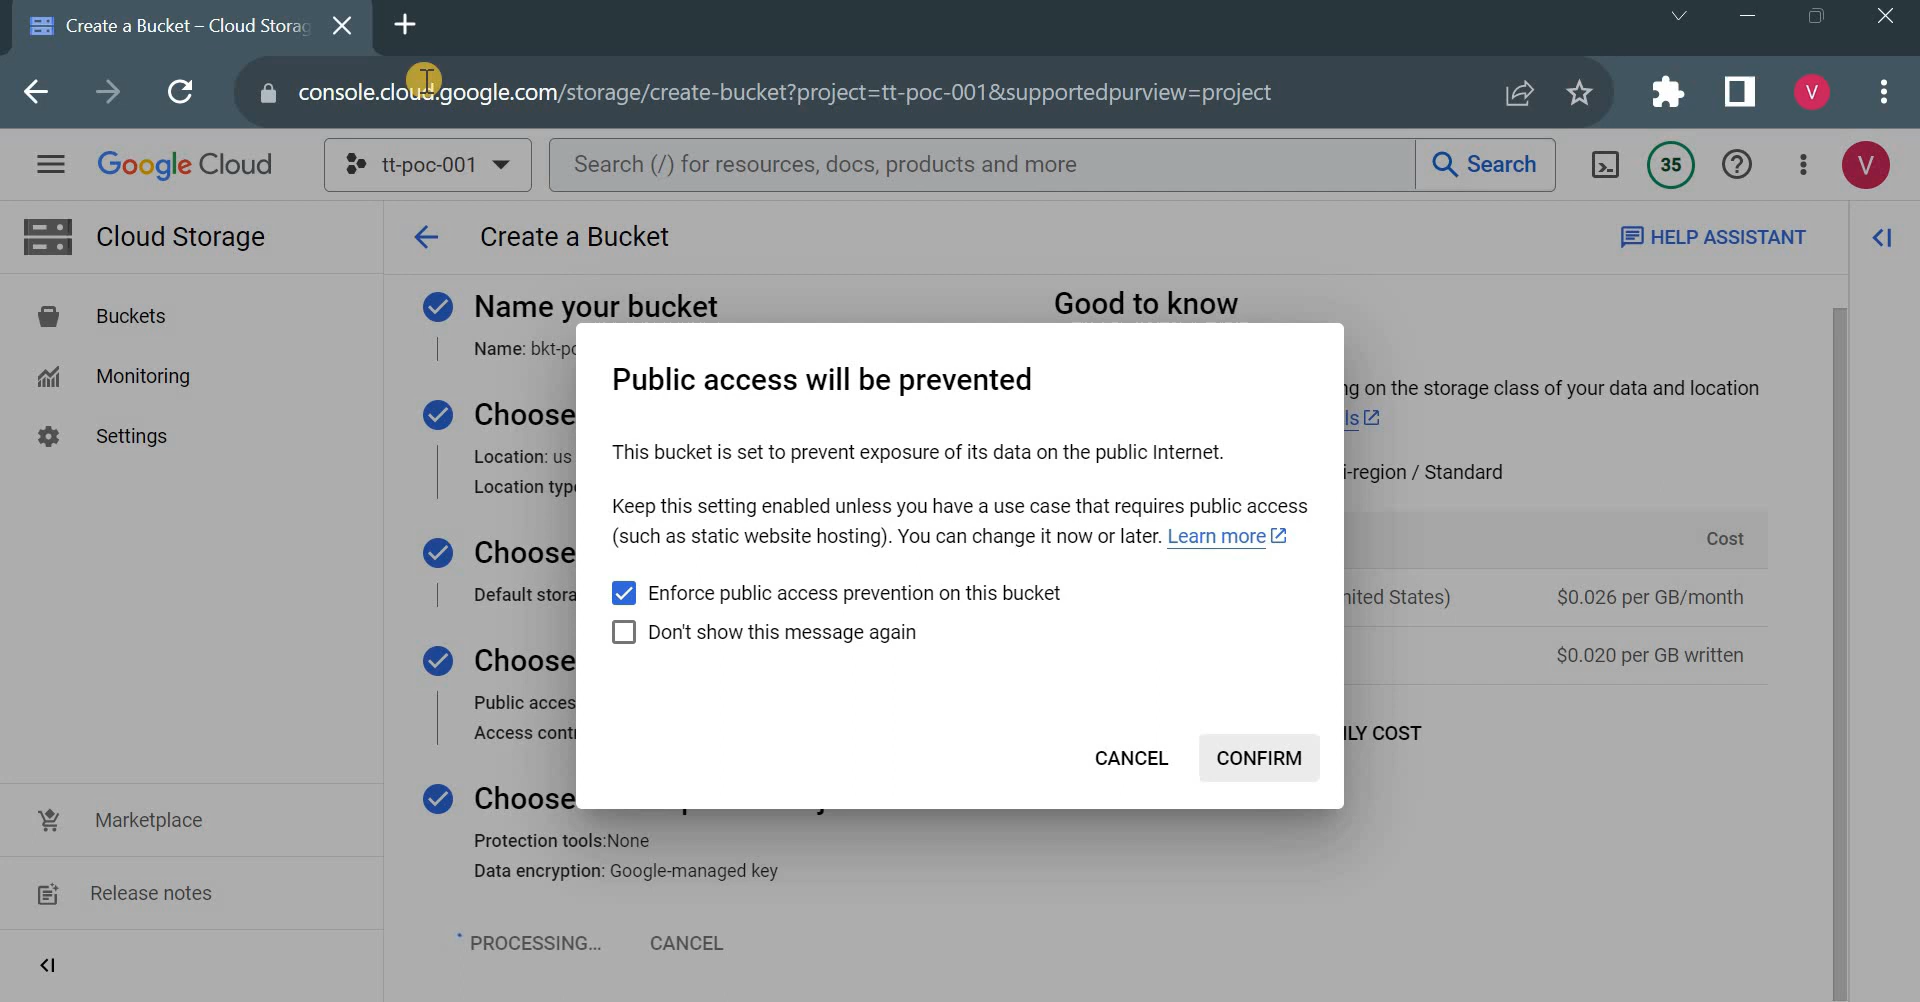 Create a Bucket – Cloud Storag
console.cloud.google.com/storage/create-bucket?project=tt-poc-001&supportedpurview=project
V
Google Cloud
tt-poc-001
Search (/) for resources, docs, products and more
Search
35
V
Cloud Storage
Create a Bucket
HELP ASSISTANT
Buckets
Monitoring
Settings
Marketplace
Release notes
Name your bucket
Good to know
Name: bkt-po
Choose
ng on the storage class of your data and location
ls
Location: us
Location type
i-region / Standard
Cost
Choose
Default stora
nited States)
$0.026 per GB/month
$0.020 per GB written
Choose
Public acces
Access contr
ILY COST
Choose
Protection tools:None
Data encryption: Google-managed key
PROCESSING...
CANCEL
Public access will be prevented
This bucket is set to prevent exposure of its data on the public Internet.
Keep this setting enabled unless you have a use case that requires public access
(such as static website hosting). You can change it now or later. Learn more
Enforce public access prevention on this bucket
Don't show this message again
CANCEL
CONFIRM